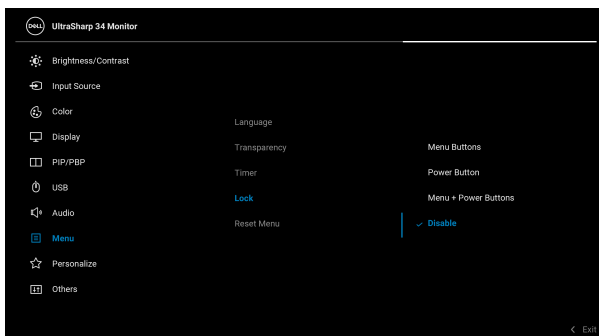 DELL
UltraSharp 34 Monitor
Brightness/Contrast
Input Source
Color
Display
PIP/PBP
USB
Audio
Menu
Personalize
Others
Language
Transparency
Timer
Lock
Reset Menu
Menu Buttons
Power Button
Menu + Power Buttons
Disable
Exit